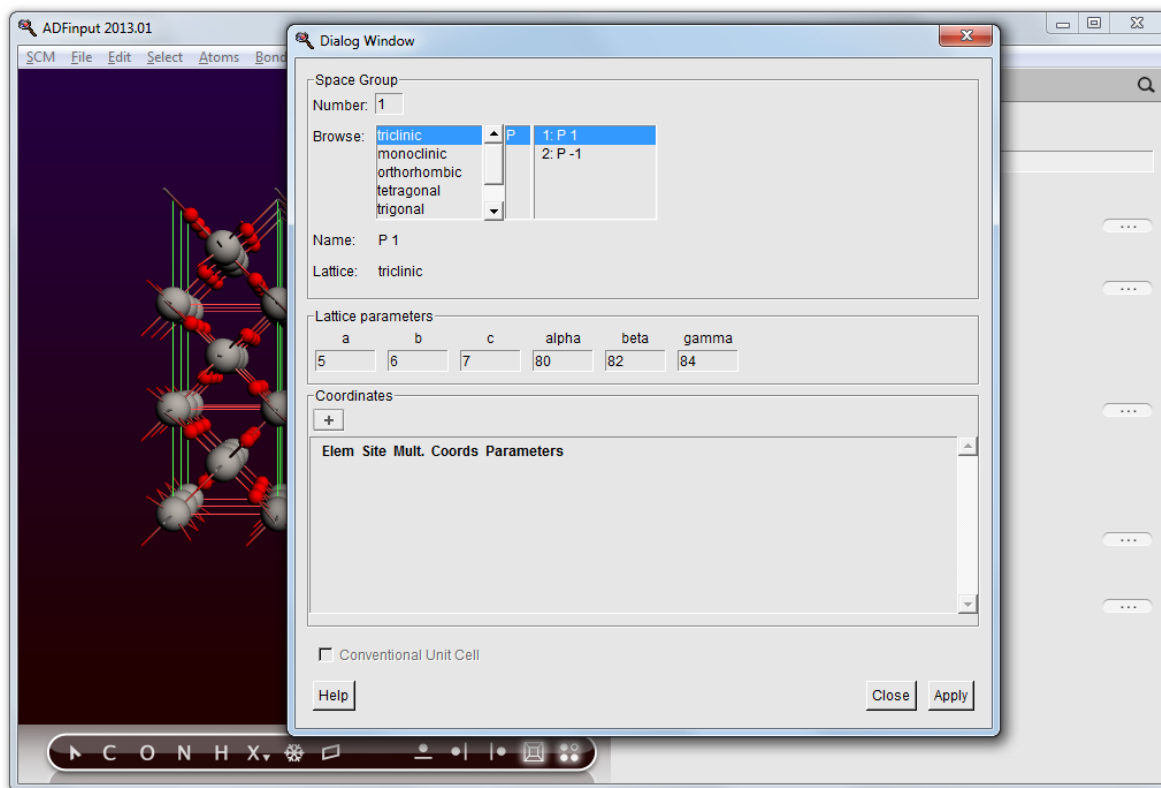 ADFinput 2013.01
SCM File Edit Select Atoms Bond
Dialog Window
Space Group
Number: 1
Browse: triclinic P 1: P 1
monoclinic 2: P -1
orthorhombic
tetragonal
trigonal
Name: P 1
Lattice: triclinic
Lattice parameters
a b c alpha beta gamma
5 6 7 80 82 84
Coordinates
+
Elem Site Mult. Coords Parameters
Conventional Unit Cell
Help Close Apply
C O N H X